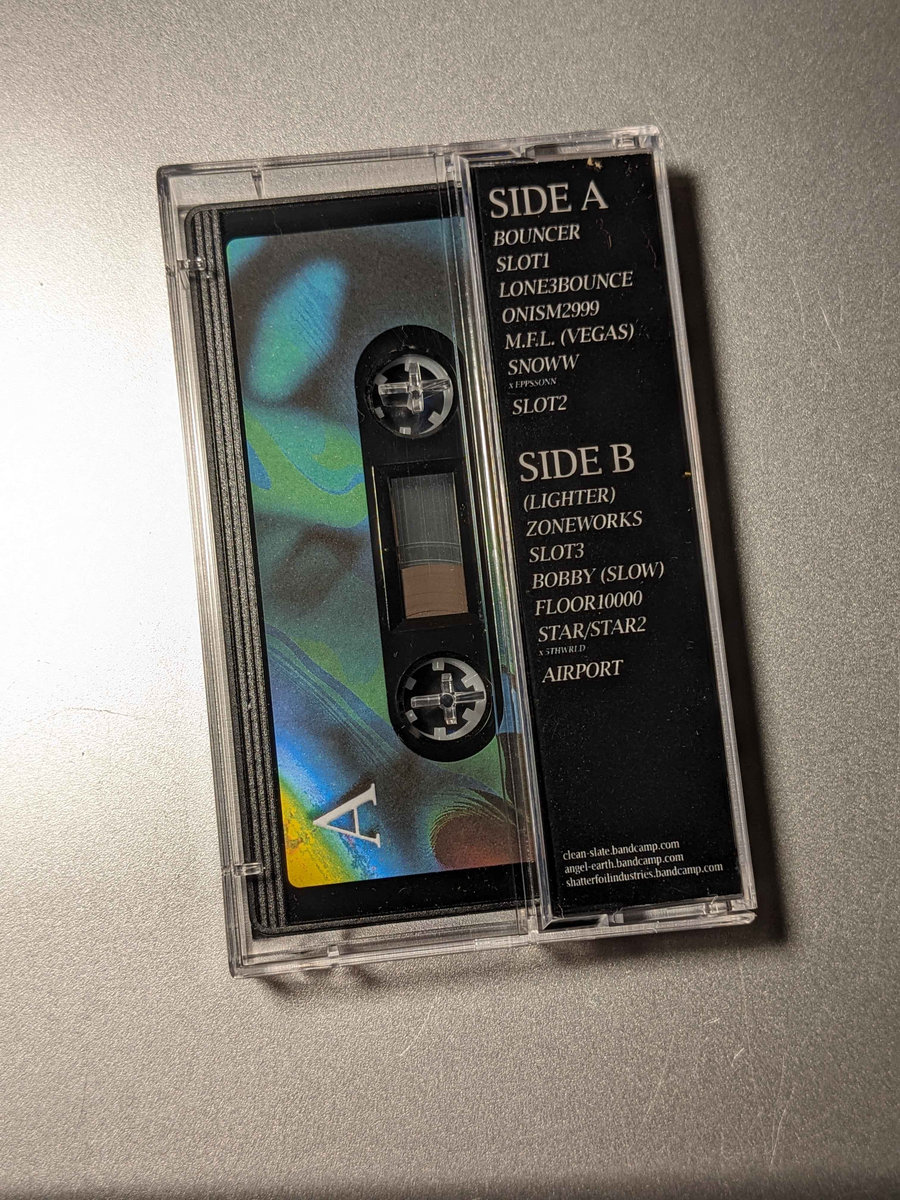 A
SIDE A
BOUNCER
SLOT1
LONE3BOUNCE
ONISM2999
M.F.L. (VEGAS)
SNOWW
x EPPSSONN
SLOT2
SIDE B
(LIGHTER)
ZONEWORKS
SLOT3
BOBBY (SLOW)
FLOOR10000
STAR/STAR2
x 5THWRLD
AIRPORT
clean-slate.bandcamp.com
angel-earth.bandcamp.com
shatterfoilindustries.bandcamp.com